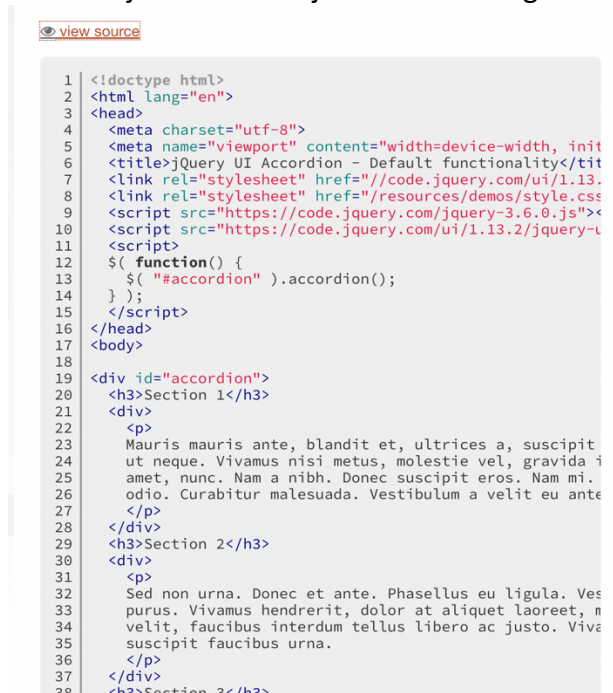 view source
1 <!doctype html>
2 <html lang="en">
3 <head>
4 <meta charset="utf-8">
5 <meta name="viewport" content="width=device-width, init
6 <title>jQuery UI Accordion - Default functionality</tit
7 <link rel="stylesheet" href="//code.jquery.com/ui/1.13.
8 <link rel="stylesheet" href="/resources/demos/style.css
9 <script src="https://code.jquery.com/jquery-3.6.0.js"><
10 <script src="https://code.jquery.com/ui/1.13.2/jquery-u
11 <script>
12 $( function() {
13 $( "#accordion" ).accordion();
14 } );
15 </script>
16 </head>
17 <body>
18
19 <div id="accordion">
20 <h3>Section 1</h3>
21 <div>
22 <p>
23 Mauris mauris ante, blandit et, ultrices a, suscipit
24 ut neque. Vivamus nisi metus, molestie vel, gravida i
25 amet, nunc. Nam a nibh. Donec suscipit eros. Nam mi.
26 odio. Curabitur malesuada. Vestibulum a velit eu ante
27 </p>
28 </div>
29 <h3>Section 2</h3>
30 <div>
31 <p>
32 Sed non urna. Donec et ante. Phasellus eu ligula. Ves
33 purus. Vivamus hendrerit, dolor at aliquet laoreet, m
34 velit, faucibus interdum tellus libero ac justo. Viva
35 suscipit faucibus urna.
36 </p>
37 </div>
38 <h3>Section 3</h3>